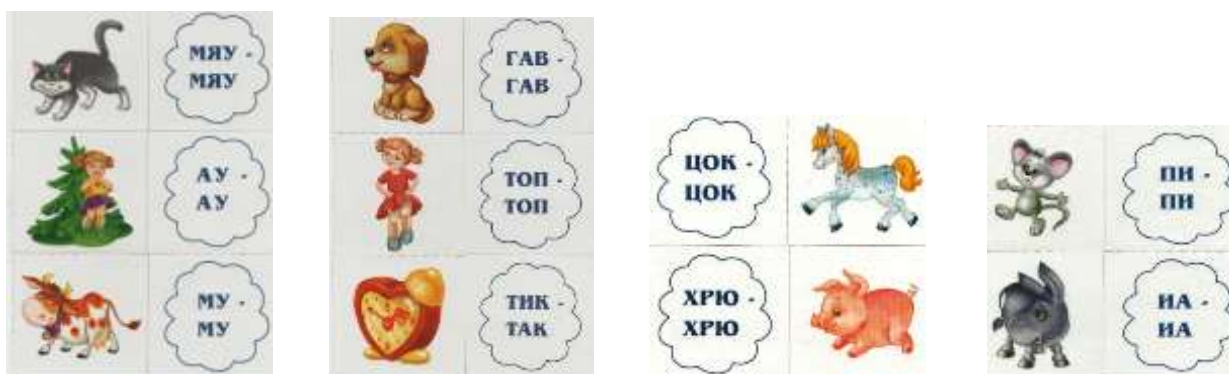 МЯУ -
МЯУ
АУ -
АУ
МУ -
МУ
ГАВ -
ГАВ
ТОП -
ТОП
ТИК -
ТАК
ЦОК -
ЦОК
ХРЮ -
ХРЮ
ПИ -
ПИ
ИА -
ИА